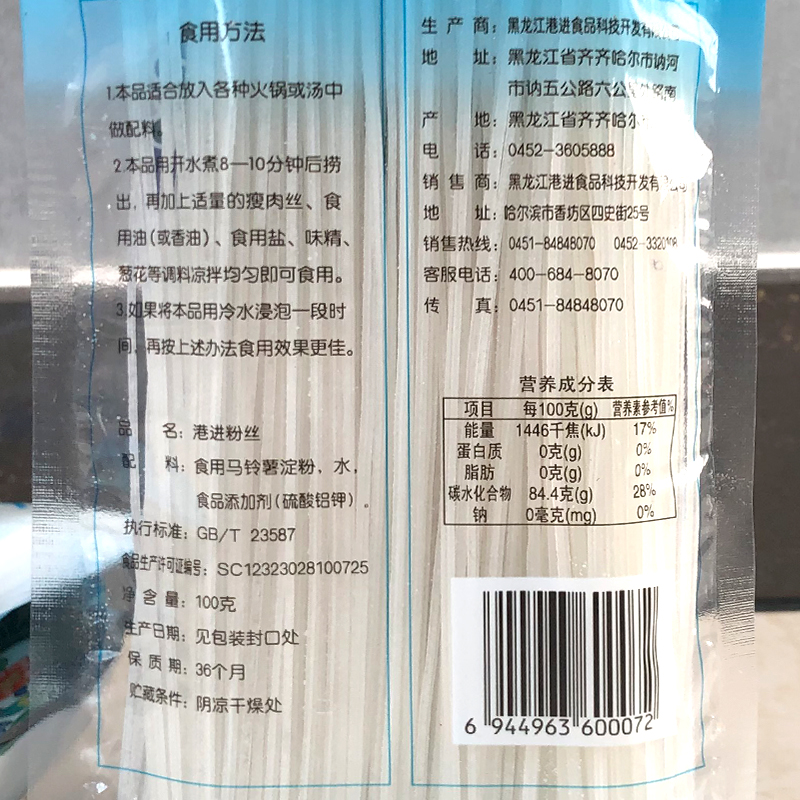 食用方法
1.本品适合放入各种火锅或汤中
做配料。
2.本品用开水煮8—10分钟后捞
出，再加上适量的瘦肉丝、食
用油(或香油)、食用盐、味精、
葱花等调料凉拌均匀即可食用。
3.如果将本品用冷水浸泡一段时
间，再按上述办法食用效果更佳。
品 名：港进粉丝
配 料：食用马铃薯淀粉，水，
食品添加剂(硫酸铝钾)。
执行标准：GB/T 23587
食品生产许可证编号：SC12323028100725
净含量：100克
生产日期：见包装封口处
保质期：36个月
贮藏条件：阴凉干燥处
生产商：黑龙江港进食品科技开发有
地 址：黑龙江省齐齐哈尔市讷河
市讷五公路六公 南
产 地：黑龙江省齐齐哈尔
电 话：0452-3605888
销售商：黑龙江港进食品科技开发有
地 址：哈尔滨市香坊区四史街25号
销售热线：0451-84848070 0452-3320108
客服电话：400-684-8070
传 真：0451-84848070
营养成分表
项目 每100克(g) 营养素参考值%
能量 1446千焦(kJ) 17%
蛋白质 0克(g) 0%
脂肪 0克(g) 0%
碳水化合物 84.4克(g) 28%
钠 0毫克(mg) 0%
6 944963 600072